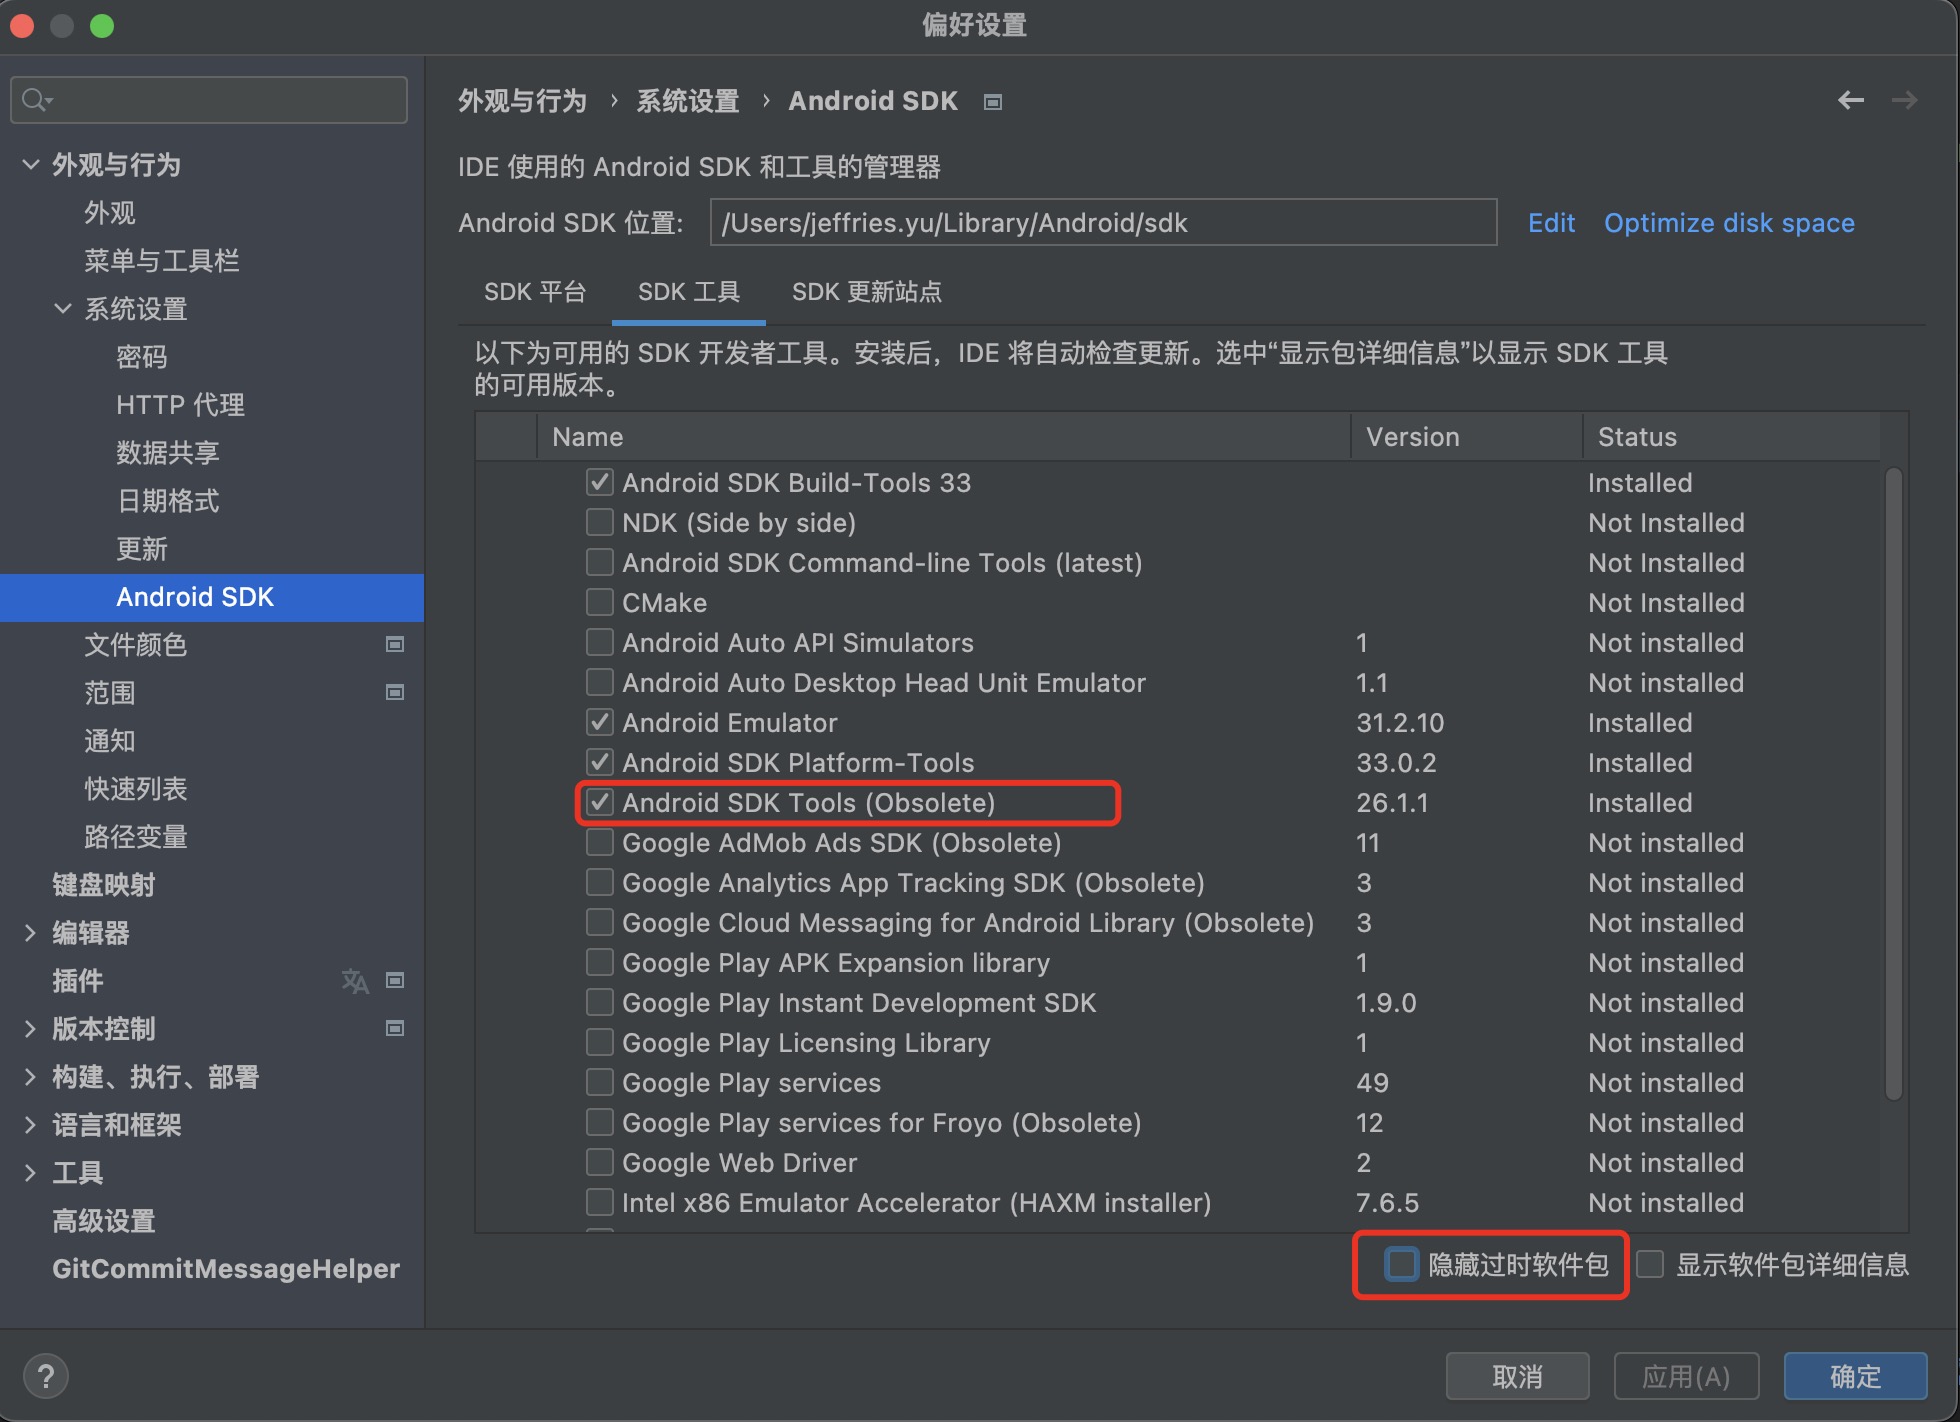 偏好设置
外观与行为
外观
菜单与工具栏
系统设置
密码
HTTP 代理
数据共享
日期格式
更新
Android SDK
文件颜色
范围
通知
快速列表
路径变量
键盘映射
编辑器
插件
版本控制
构建、执行、部署
语言和框架
工具
高级设置
GitCommitMessageHelper
外观与行为 › 系统设置 › Android SDK
IDE 使用的 Android SDK 和工具的管理器
Android SDK 位置: /Users/jeffries.yu/Library/Android/sdk Edit Optimize disk space
SDK 平台 SDK 工具 SDK 更新站点
以下为可用的 SDK 开发者工具。安装后，IDE 将自动检查更新。选中“显示包详细信息”以显示 SDK 工具
的可用版本。
Name Version Status
Android SDK Build-Tools 33 Installed
NDK (Side by side) Not Installed
Android SDK Command-line Tools (latest) Not Installed
CMake Not Installed
Android Auto API Simulators 1 Not installed
Android Auto Desktop Head Unit Emulator 1.1 Not installed
Android Emulator 31.2.10 Installed
Android SDK Platform-Tools 33.0.2 Installed
Android SDK Tools (Obsolete) 26.1.1 Installed
Google AdMob Ads SDK (Obsolete) 11 Not installed
Google Analytics App Tracking SDK (Obsolete) 3 Not installed
Google Cloud Messaging for Android Library (Obsolete) 3 Not installed
Google Play APK Expansion library 1 Not installed
Google Play Instant Development SDK 1.9.0 Not installed
Google Play Licensing Library 1 Not installed
Google Play services 49 Not installed
Google Play services for Froyo (Obsolete) 12 Not installed
Google Web Driver 2 Not installed
Intel x86 Emulator Accelerator (HAXM installer) 7.6.5 Not installed
隐藏过时软件包 显示软件包详细信息
? 取消 应用(A) 确定